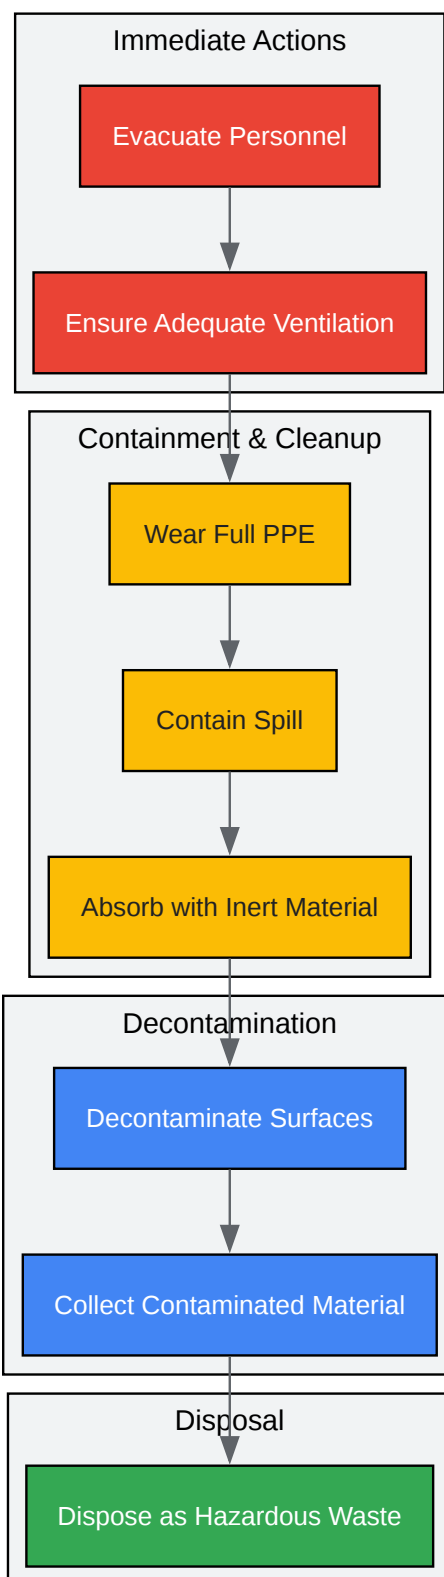 Immediate Actions
Evacuate Personnel
Ensure Adequate Ventilation
Containment & Cleanup
Wear Full PPE
Contain Spill
Absorb with Inert Material
Decontamination
Decontaminate Surfaces
Collect Contaminated Material
Disposal
Dispose as Hazardous Waste